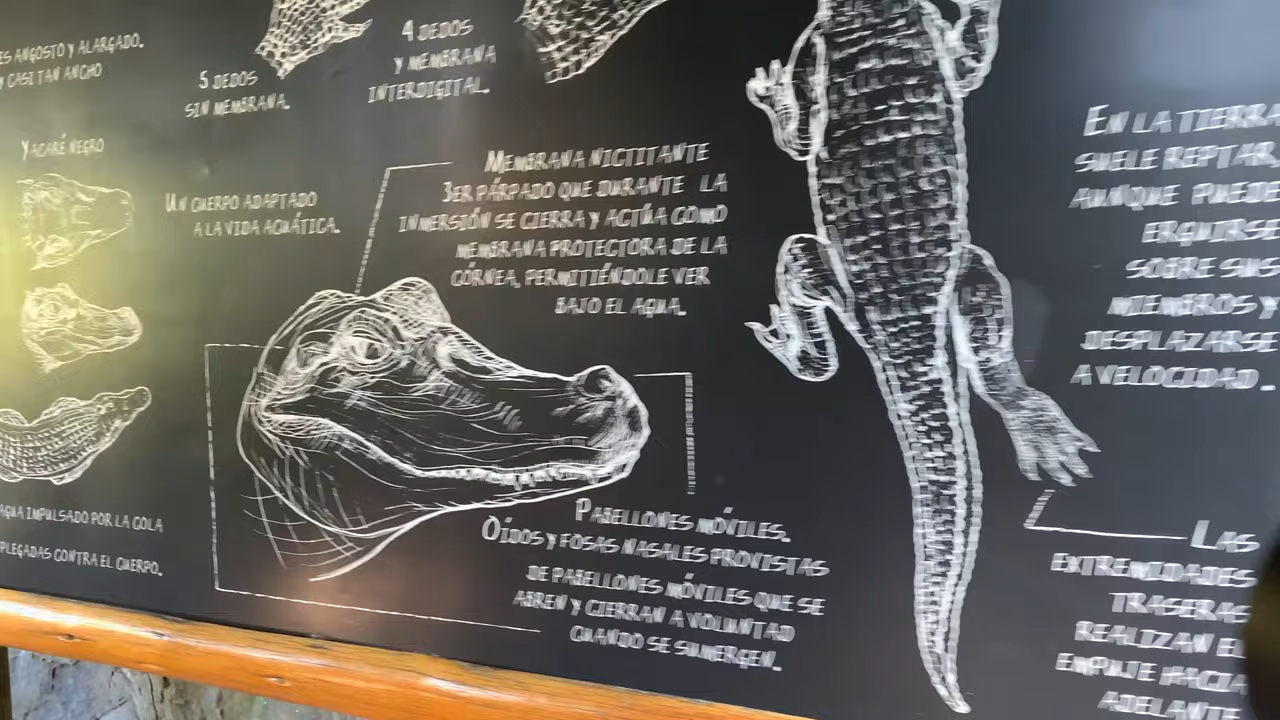 ES ANGOSTO Y ALARGADO.
Y CASI TAN ANCHO
5 DEDOS
SIN MEMBRANA.
4 DEDOS
Y MEMBRANA
INTERDIGITAL.
YACARÉ NEGRO
UN CUERPO ADAPTADO
A LA VIDA ACUÁTICA.
MEMBRANA NICTITANTE
3ER PÁRPADO QUE DURANTE LA
INMERSIÓN SE CIERRA Y ACTÚA COMO
MEMBRANA PROTECTORA DE LA
CÓRNEA, PERMITIÉNDOLE VER
BAJO EL AGUA.
EN LA TIERRA
SUELE REPTAR,
AUNQUE PUEDE
ERGUIRSE
SOBRE SUS
MIEMBROS Y
DESPLAZARSE
A VELOCIDAD.
AGUA IMPULSADO POR LA COLA
PLEGADAS CONTRA EL CUERPO.
PABELLONES MÓVILES.
OÍDOS Y FOSAS NASALES PROVISTAS
DE PABELLONES MÓVILES QUE SE
ABREN Y CIERRAN A VOLUNTAD
CUANDO SE SUMERGEN.
LAS
EXTREMIDADES
TRASERAS
REALIZAN EL
EMPUJE HACIA
ADELANTE